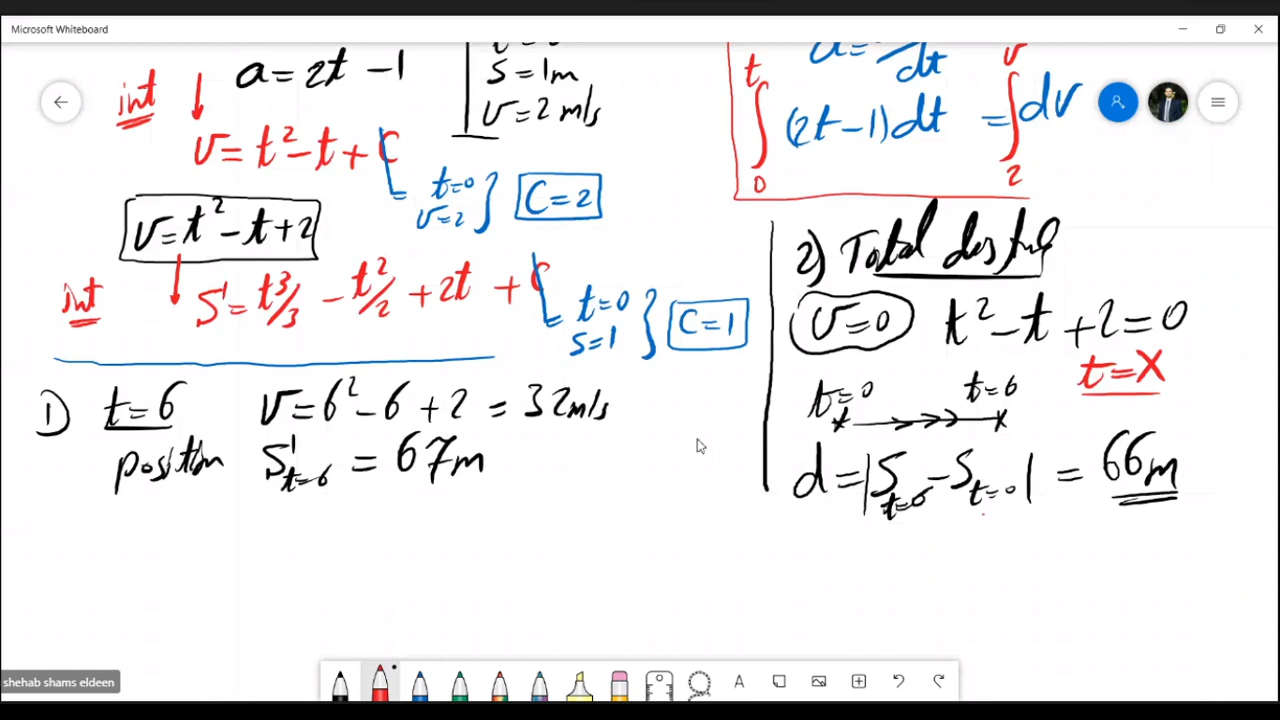 Microsoft Whiteboard
a = 2t - 1
s = 1m
v = 2 m/s
int
v = t² - t + C
t=0
v=2
C=2
v = t² - t + 2
int
S = t³/3 - t²/2 + 2t + C
t=0
s=1
C=1
1) t=6 v = 6² - 6 + 2 = 32 m/s
position S t=6 = 67m
t v
∫ (2t-1)dt = ∫ dv
0 2
2) Total
v=0 t² - t + 2 = 0
t=X
t=0 t=6
d = |S t=6 - S t=0| = 66m
shehab shams eldeen